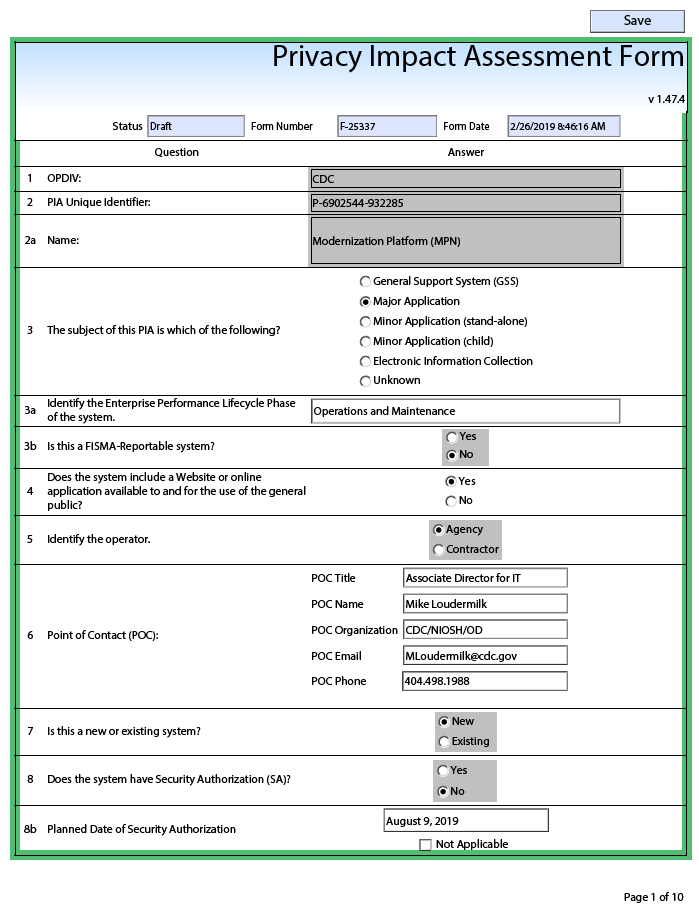 Save
Privacy Impact Assessment Form
v 1.47.4
Status Draft Form Number F-25337 Form Date 2/26/2019 8:46:16 AM
Question Answer
1 OPDIV: CDC
2 PIA Unique Identifier: P-6902544-932285
2a Name: Modernization Platform (MPN)
General Support System (GSS)
Major Application
Minor Application (stand-alone)
3 The subject of this PIA is which of the following?
Minor Application (child)
Electronic Information Collection
Unknown
3a Identify the Enterprise Performance Lifecycle Phase
of the system.
Operations and Maintenance
3b Is this a FISMA-Reportable system?
Yes
No
4 Does the system include a Website or online
application available to and for the use of the general
public?
Yes
No
5 Identify the operator.
Agency
Contractor
6 Point of Contact (POC):
POC Title Associate Director for IT
POC Name Mike Loudermilk
POC Organization CDC/NIOSH/OD
POC Email MLoudermilk@cdc.gov
POC Phone 404.498.1988
7 Is this a new or existing system?
New
Existing
8 Does the system have Security Authorization (SA)?
Yes
No
8b Planned Date of Security Authorization
August 9, 2019
Not Applicable
Page 1 of 10